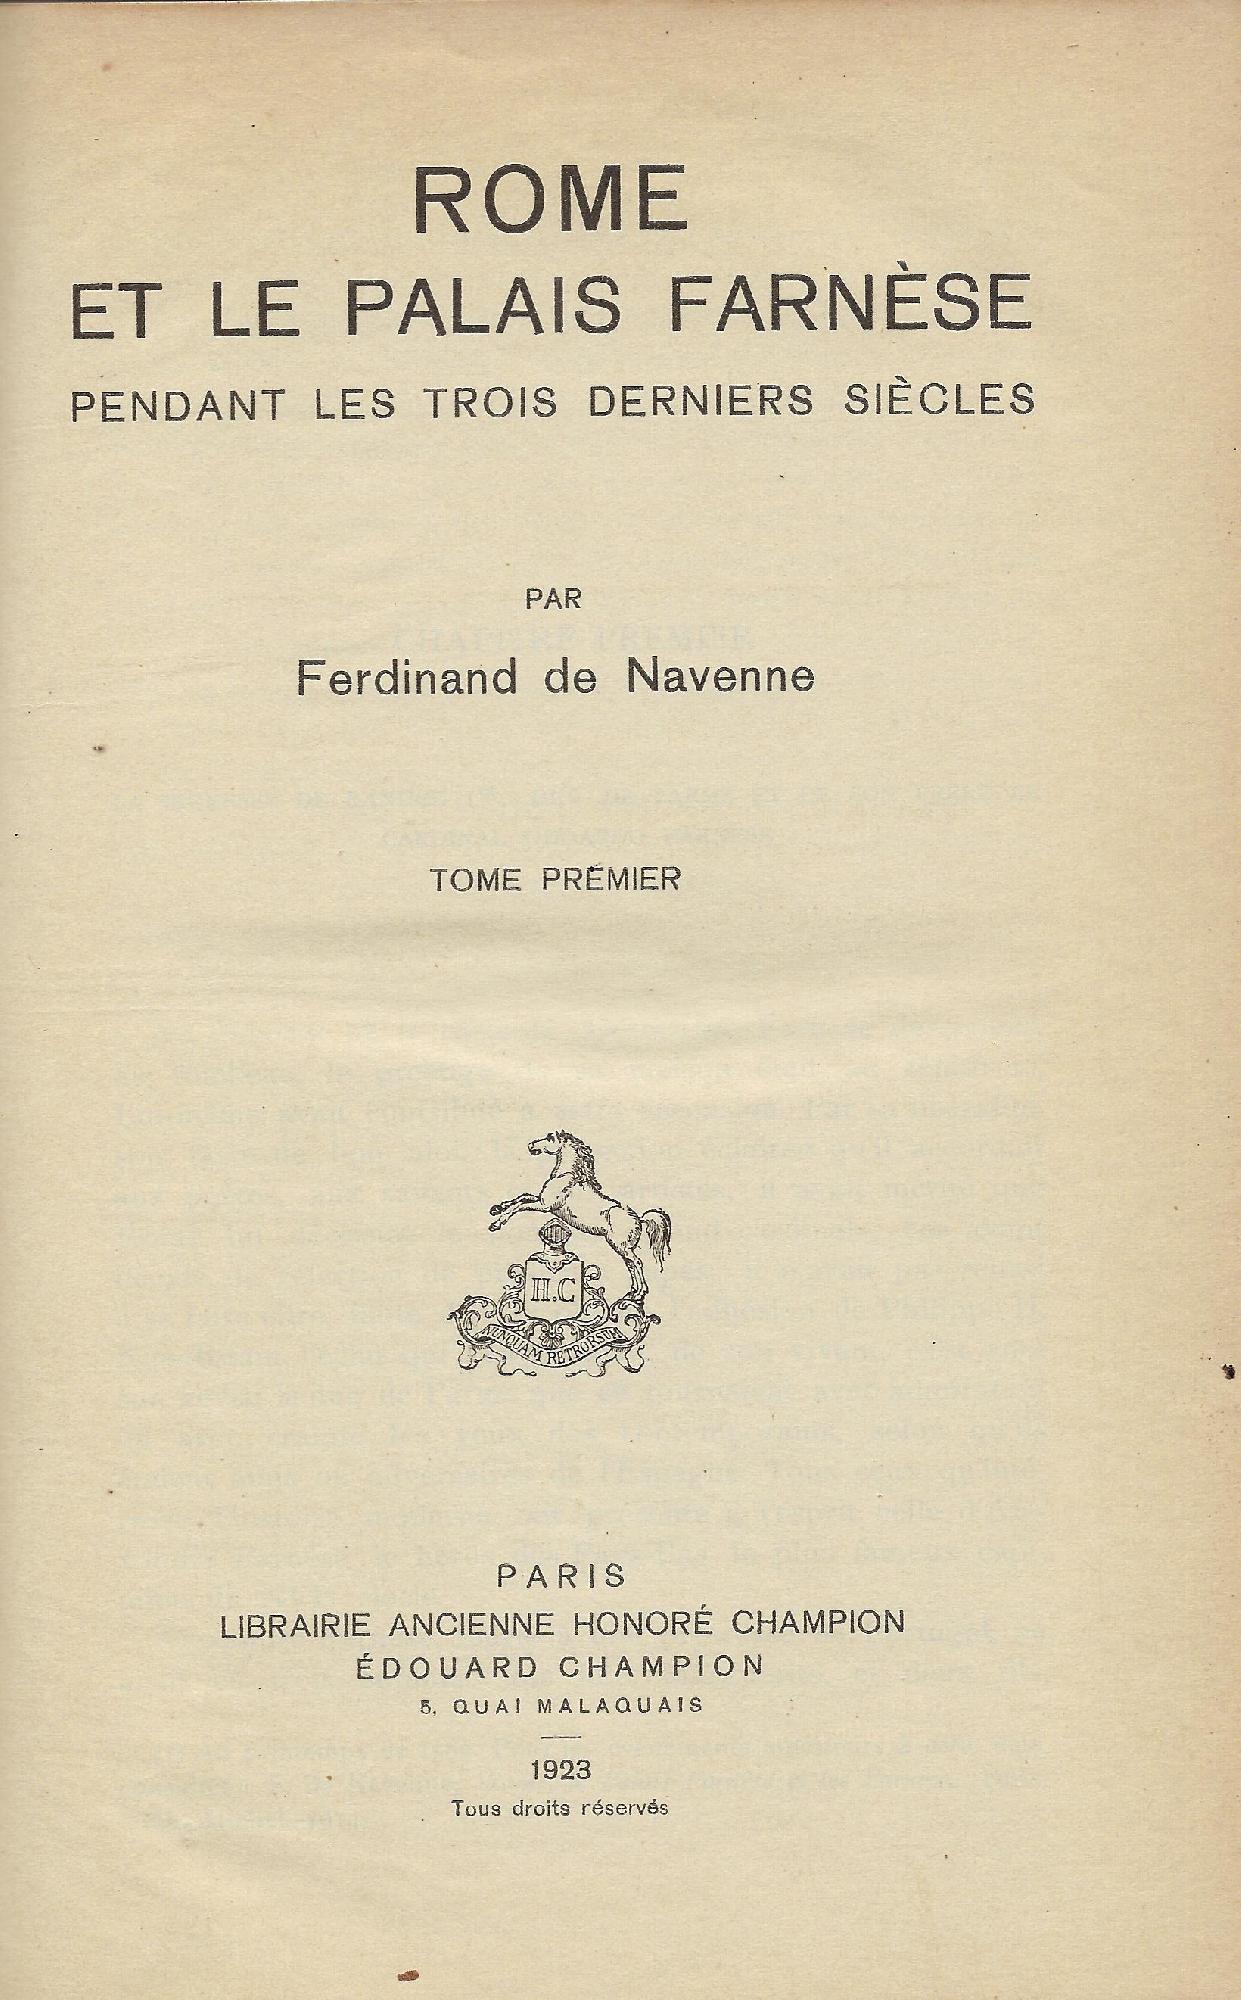 ROME
ET LE PALAIS FARNÈSE
PENDANT LES TROIS DERNIERS SIÈCLES
PAR
Ferdinand de Navenne
TOME PRÉMIER
H.C
NUNQUAM RETRORSUM
PARIS
LIBRAIRIE ANCIENNE HONORÉ CHAMPION
ÉDOUARD CHAMPION
5, QUAI MALAQUAIS
1923
Tous droits réservés